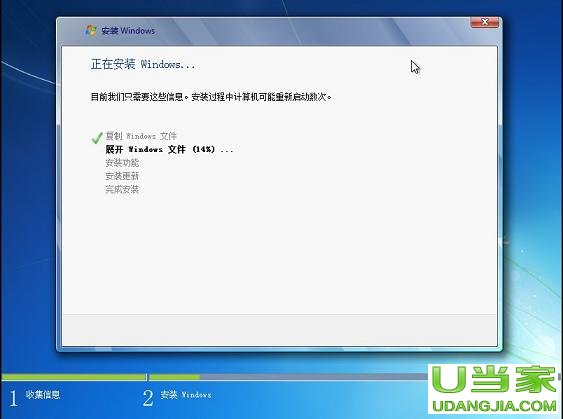 安装 Windows
正在安装 Windows...
目前我们只需要这些信息。安装过程中计算机可能重新启动数次。
复制 Windows 文件
展开 Windows 文件 (14%) ...
安装功能
安装更新
完成安装
1 收集信息
2 安装 Windows
U当家
UDANGJIA.COM